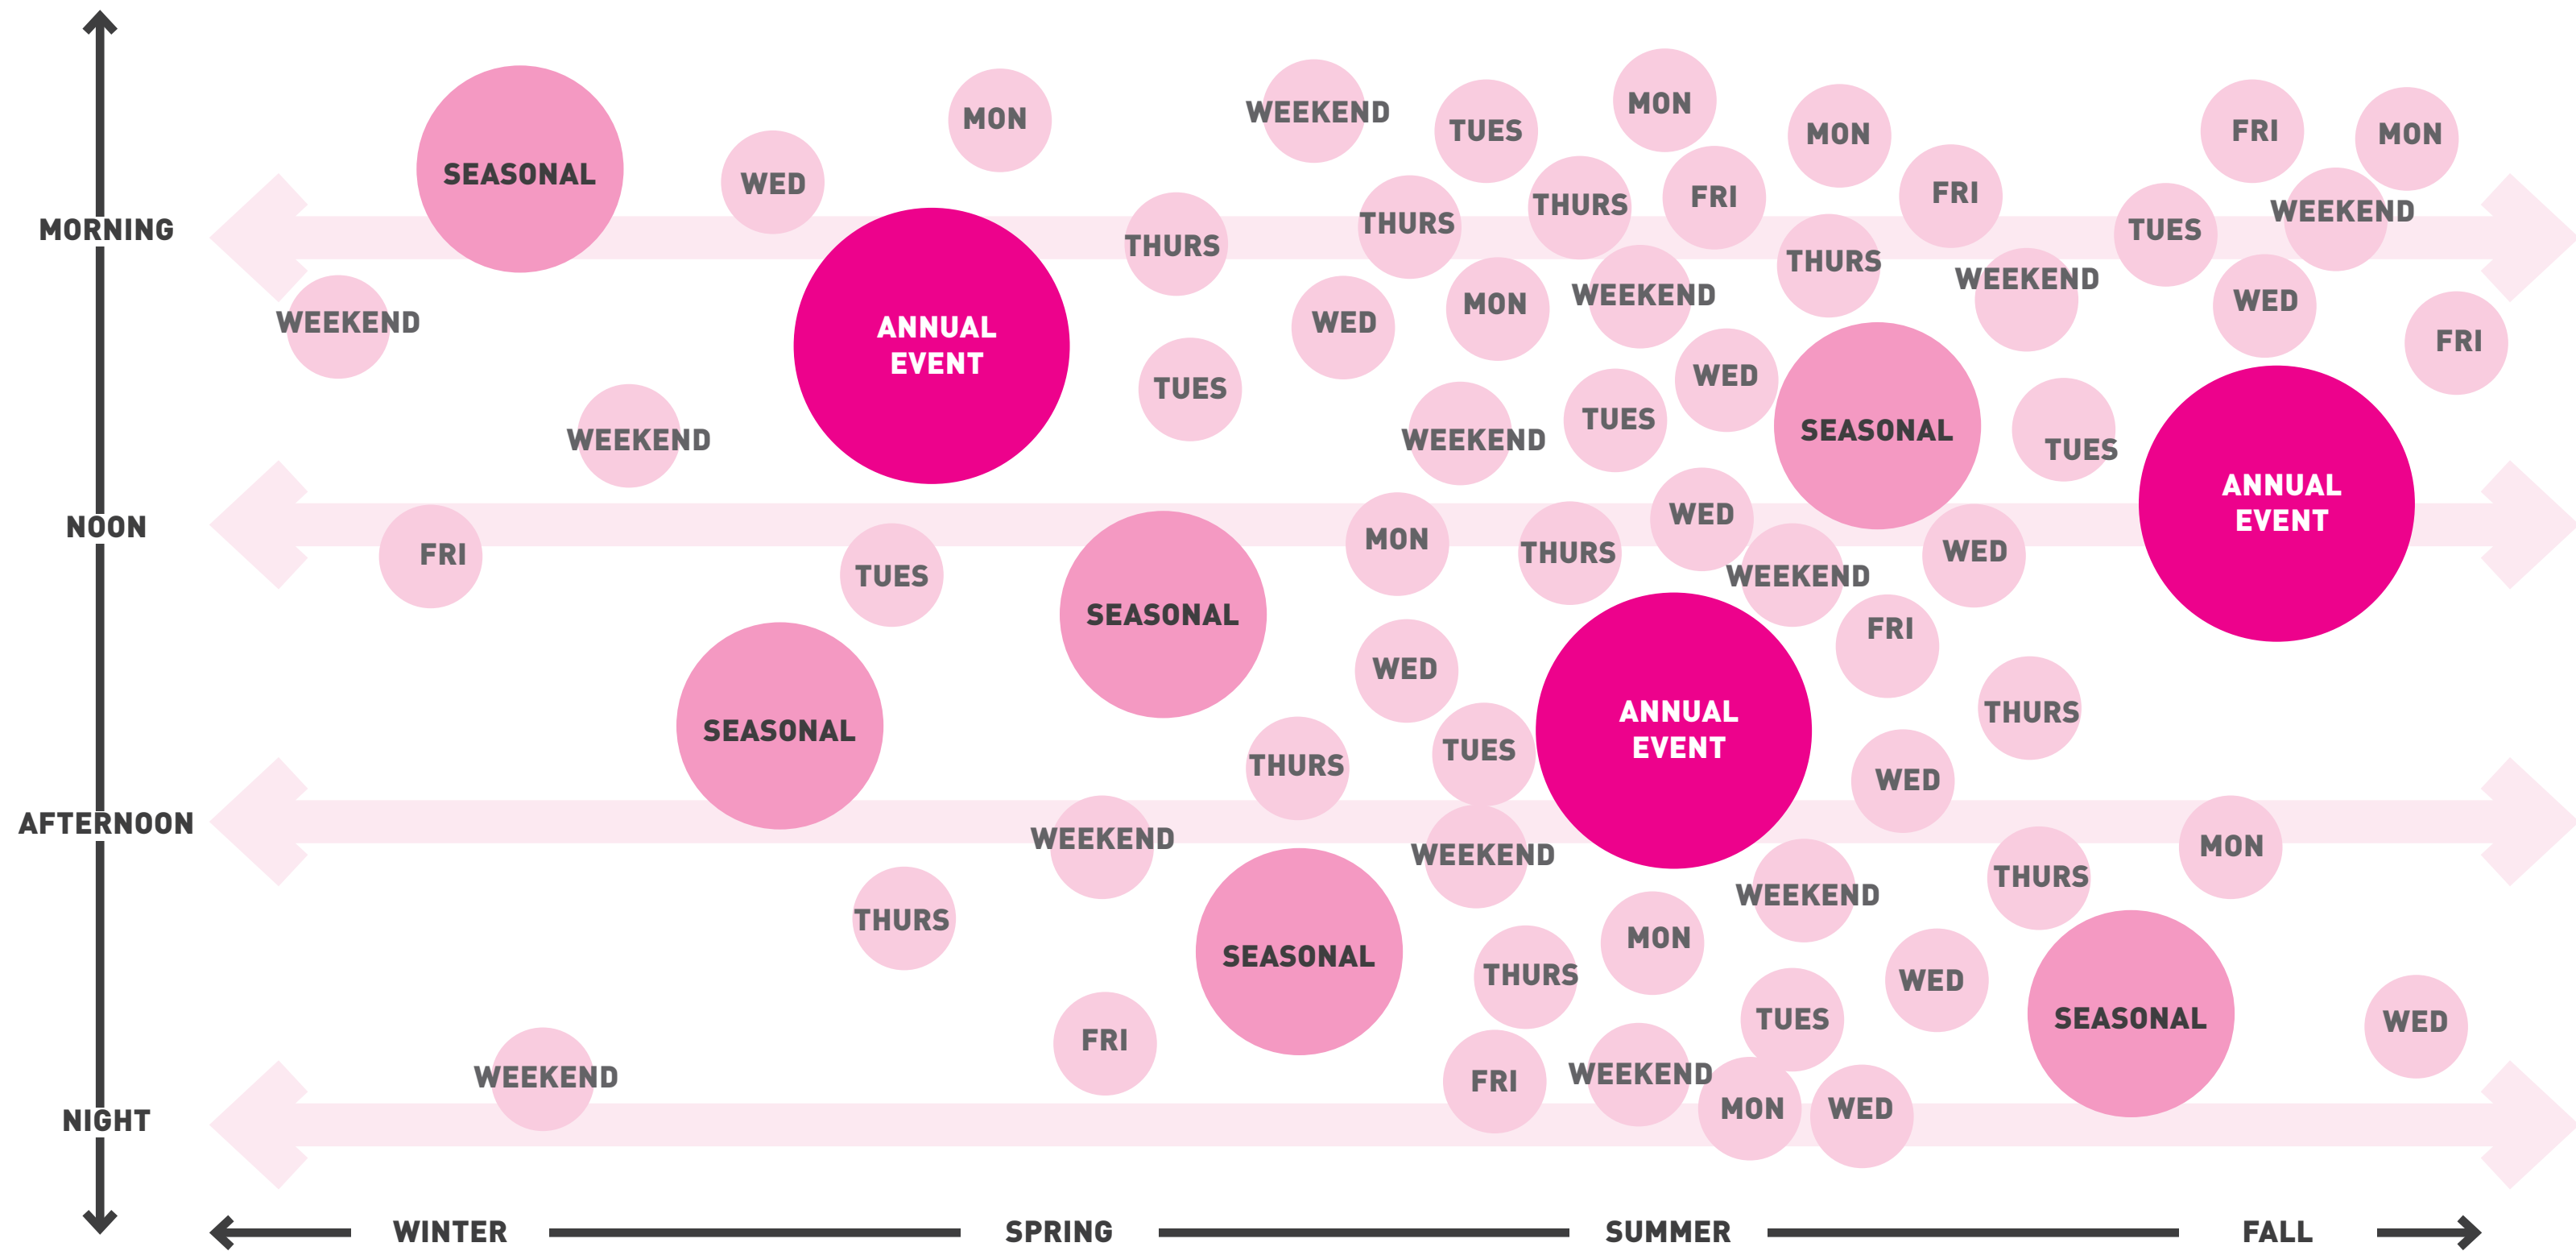 MON
WEEKEND
TUES
MON
MON
FRI
MON
SEASONAL
WED
THURS
FRI
FRI
WEEKEND
MORNING
THURS
THURS
THURS
TUES
WEEKEND
WEEKEND
WED
MON
WEEKEND
WED
FRI
ANNUAL
EVENT
TUES
WED
WEEKEND
WEEKEND
TUES
SEASONAL
TUES
ANNUAL
EVENT
NOON
FRI
TUES
MON
THURS
WED
WEEKEND
WED
SEASONAL
FRI
SEASONAL
WED
ANNUAL
EVENT
THURS
THURS
TUES
WED
AFTERNOON
WEEKEND
WEEKEND
WEEKEND
THURS
MON
THURS
SEASONAL
THURS
MON
WED
SEASONAL
WED
FRI
TUES
WEEKEND
FRI
WEEKEND
MON
WED
NIGHT
WINTER
SPRING
SUMMER
FALL
THURS